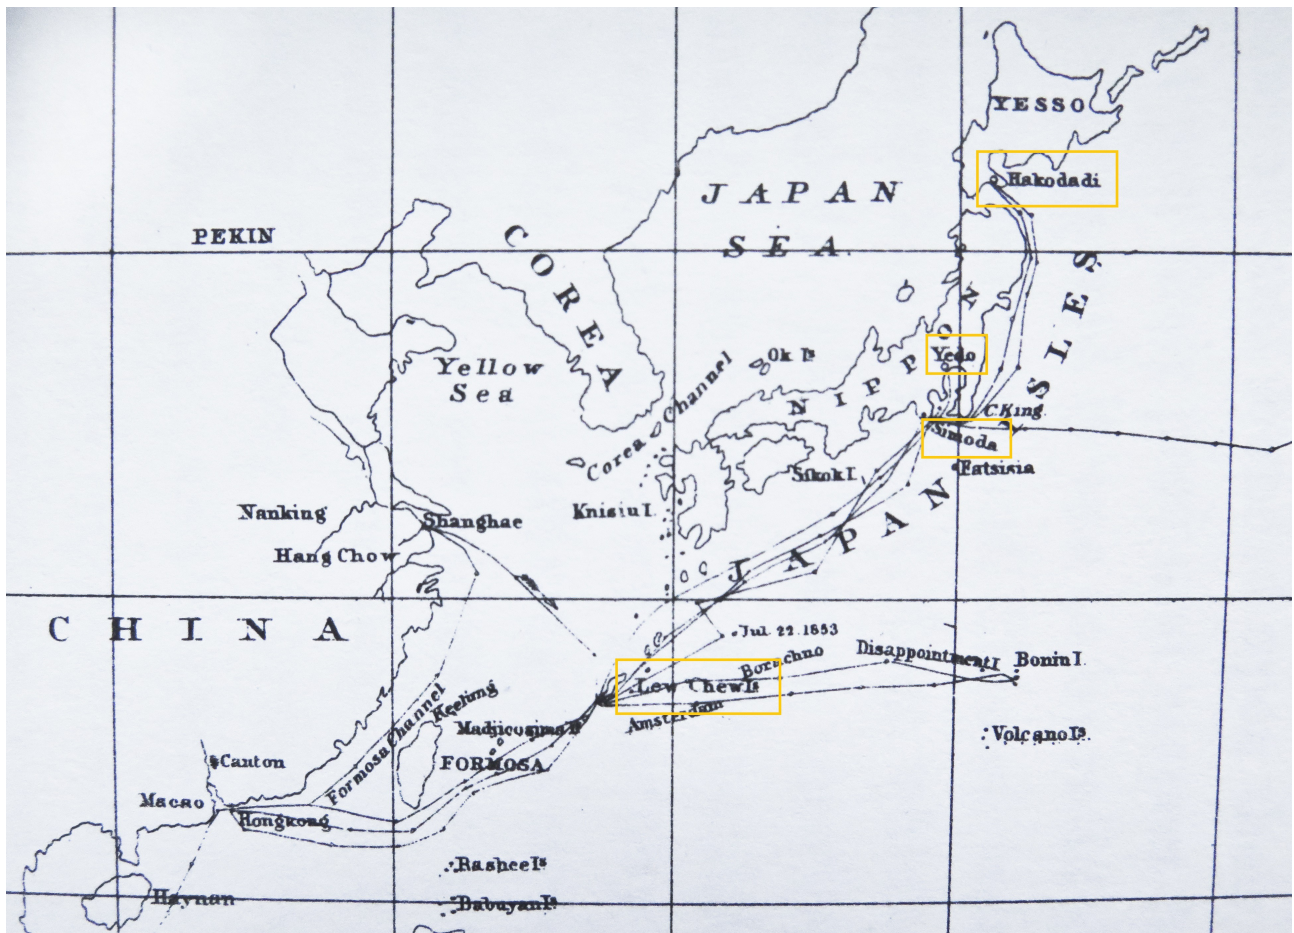 YESSO
Hakodadi
JAPAN
SEA.
PEKIN
COREA
ISLES
Yellow
Sea
Ok Is
Corea Channel
NIPPON
Yedo
C.King
Simoda
Fatsisia
Sikok I.
Knisiu I.
Nanking
Shanghae
Hang Chow
JAPAN
CHINA
Jul. 22. 1853
Borachno
Disappointment I.
Bonin I.
Lew Chew Is
Amsterdam
Keelung
Madjicosima Is
Formosa Channel
FORMOSA
Volcano Is
Canton
Macao
Hongkong
Bashee Is
Haynan
Babuyan Is